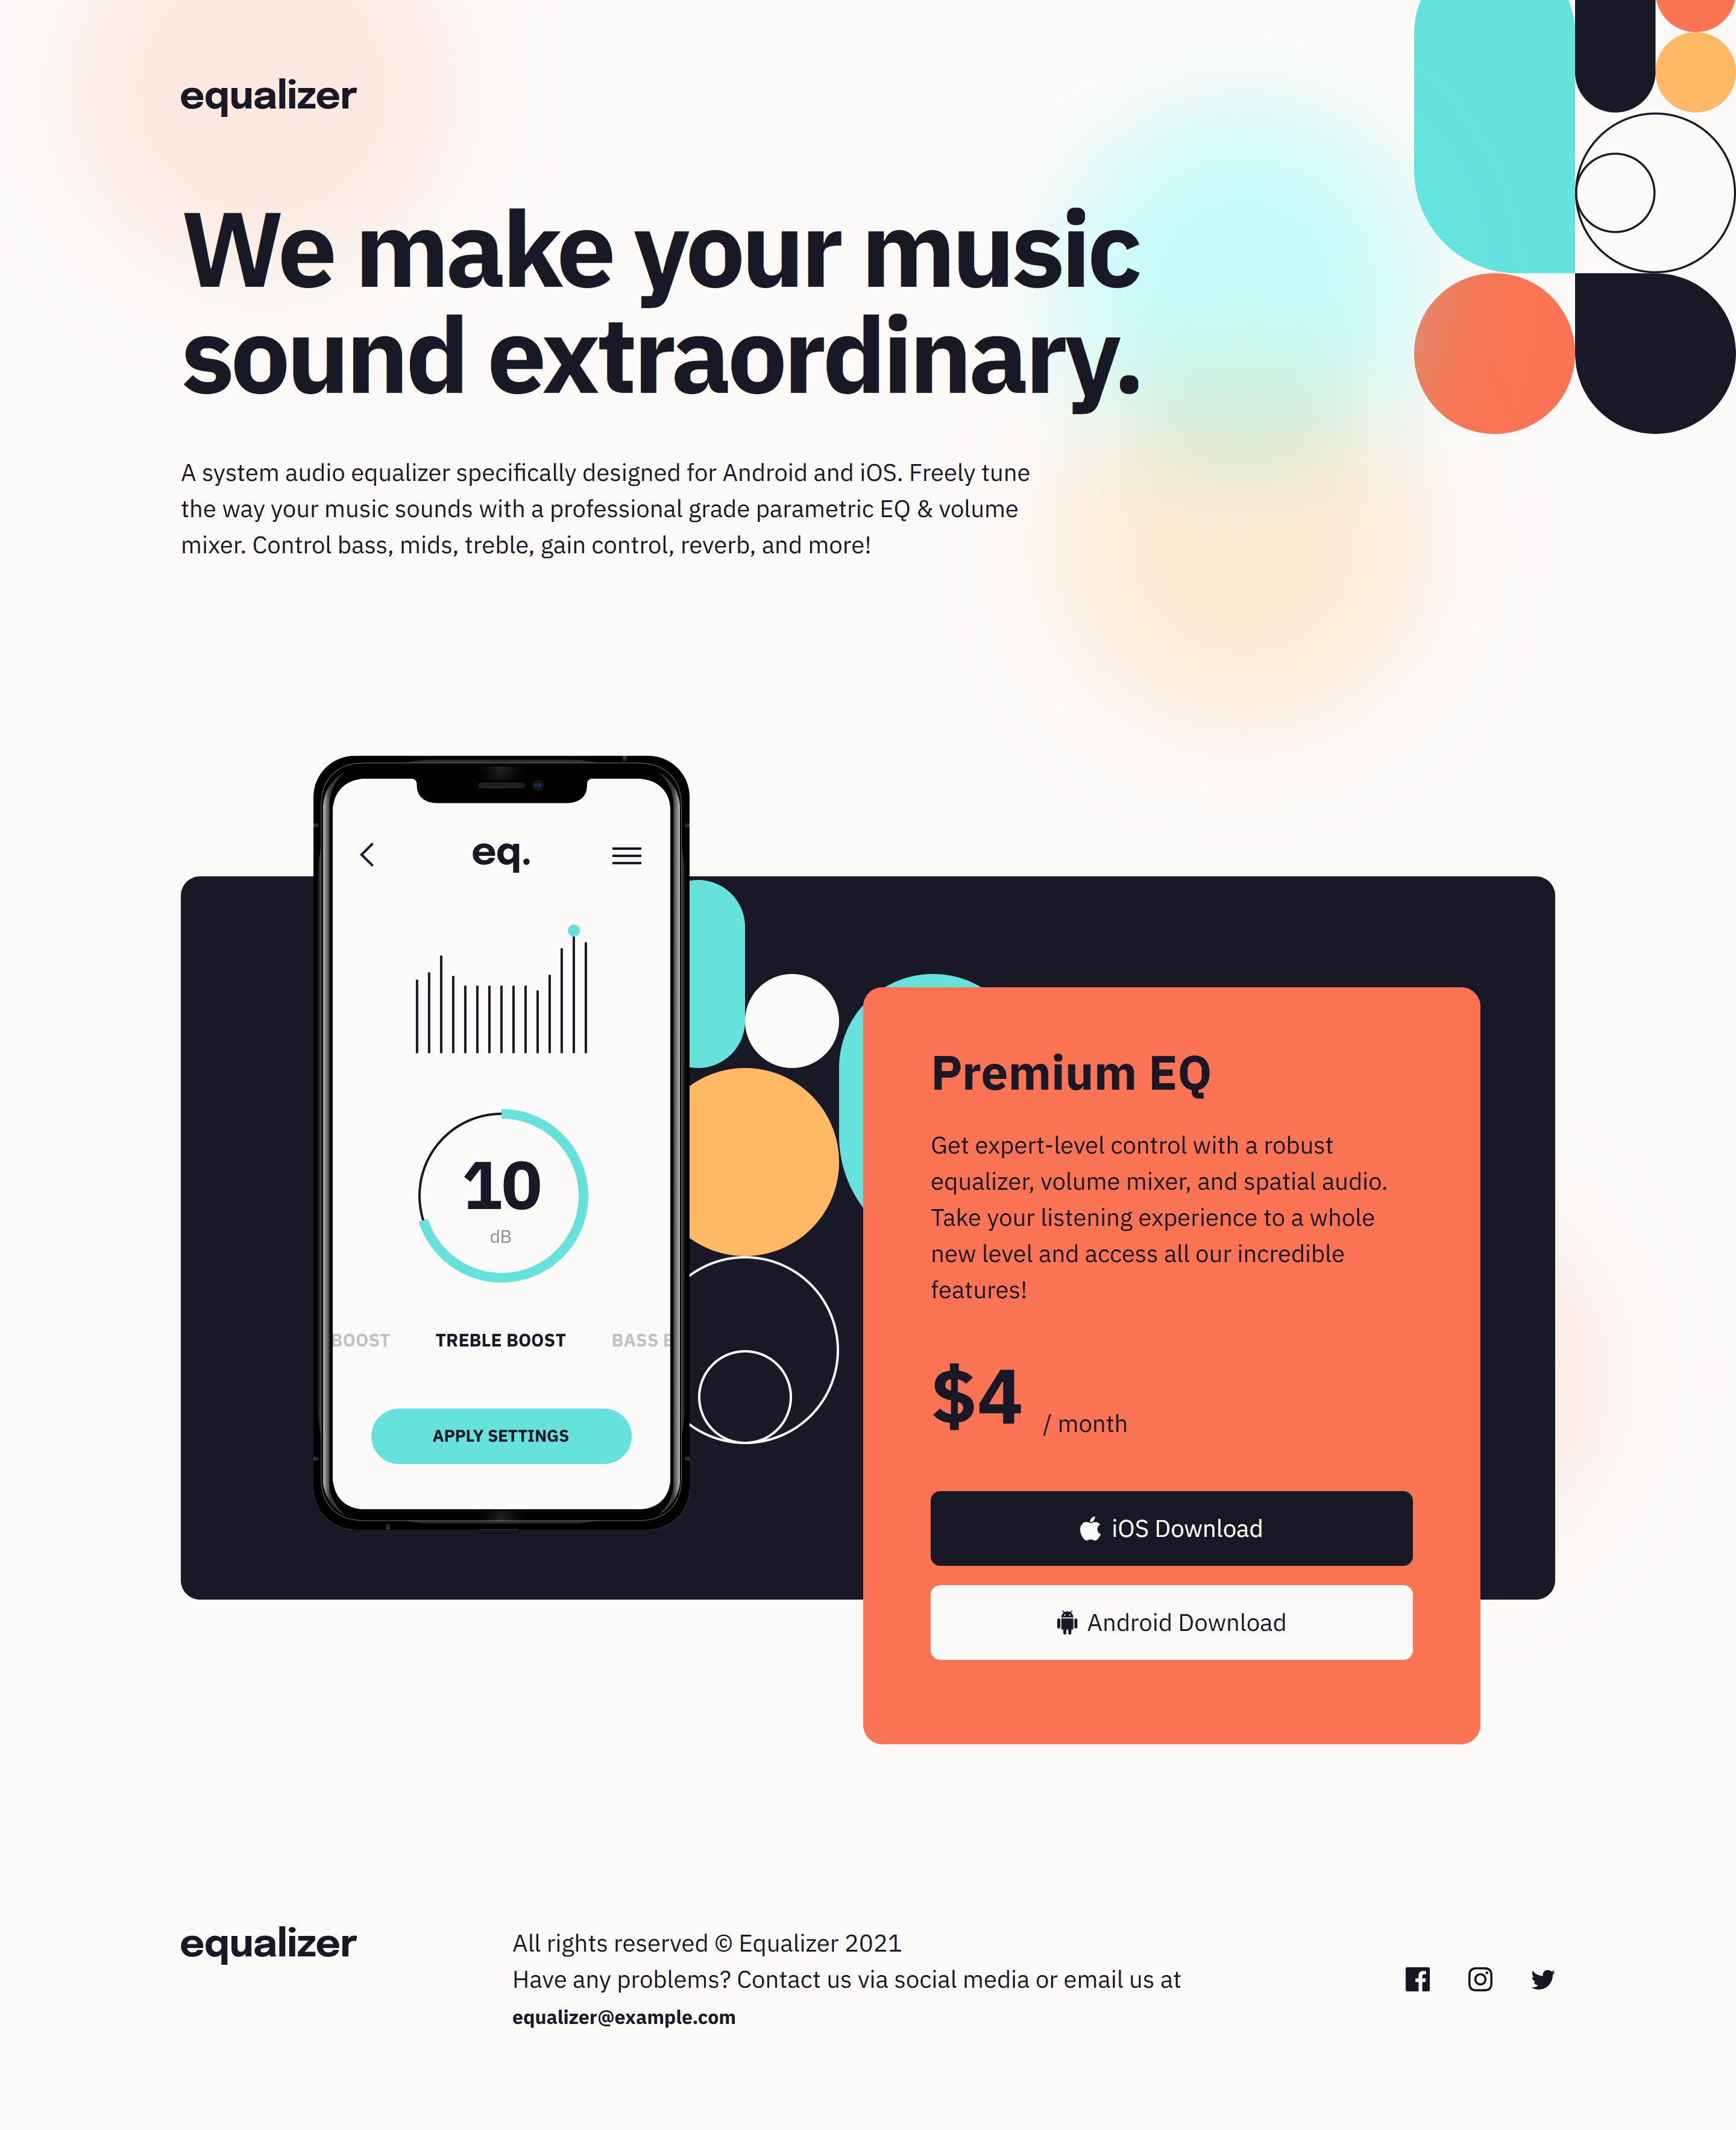 equalizer
We make your music
sound extraordinary.
A system audio equalizer specifically designed for Android and iOS. Freely tune
the way your music sounds with a professional grade parametric EQ & volume
mixer. Control bass, mids, treble, gain control, reverb, and more!
eq.
10
dB
BOOST TREBLE BOOST BASS
APPLY SETTINGS
Premium EQ
Get expert-level control with a robust
equalizer, volume mixer, and spatial audio.
Take your listening experience to a whole
new level and access all our incredible
features!
$4 / month
iOS Download
Android Download
equalizer
All rights reserved © Equalizer 2021
Have any problems? Contact us via social media or email us at
equalizer@example.com